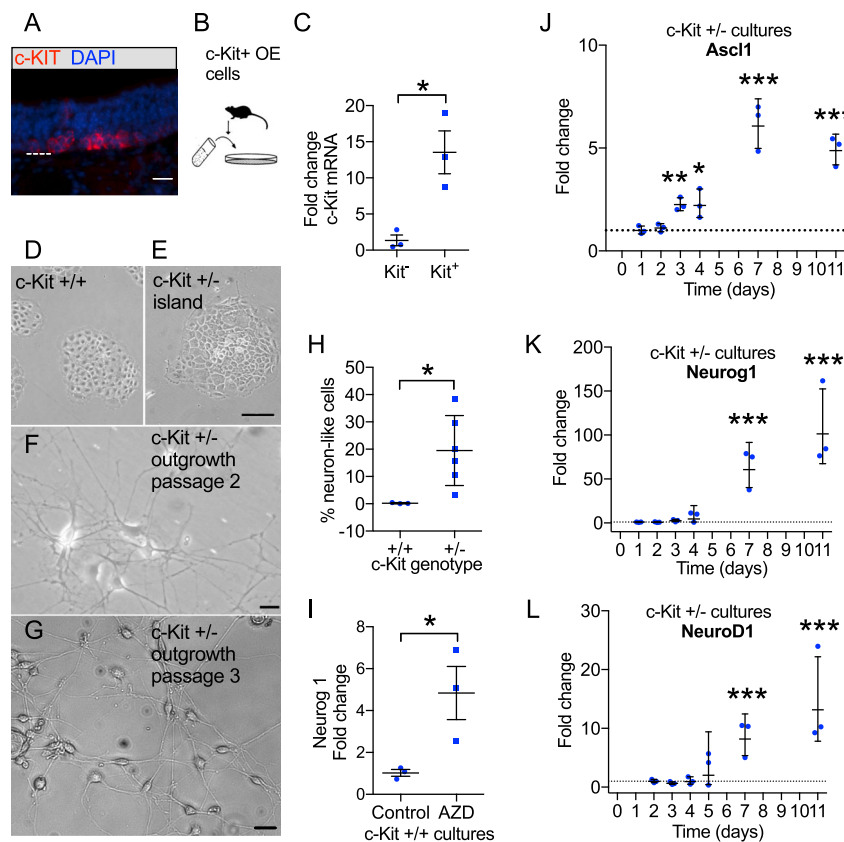 A
c-KIT DAPI
B
c-Kit+ OE
cells
C
*
Fold change
c-Kit mRNA
20
15
10
5
0
Kit-
Kit+
D
c-Kit +/+
E
c-Kit +/-
island
F
c-Kit +/-
outgrowth
passage 2
G
c-Kit +/-
outgrowth
passage 3
H
*
% neuron-like cells
50
40
30
20
10
0
-10
+/+ +/-
c-Kit genotype
I
*
Neurog 1
Fold change
8
6
4
2
0
Control AZD
c-Kit +/+ cultures
J
c-Kit +/- cultures
Ascl1
Fold change
10
5
0
** * *** ***
0 1 2 3 4 5 6 7 8 9 10 11
Time (days)
K
c-Kit +/- cultures
Neurog1
Fold change
200
150
100
50
0
*** ***
0 1 2 3 4 5 6 7 8 9 10 11
Time (days)
L
c-Kit +/- cultures
NeuroD1
Fold change
30
20
10
0
*** ***
0 1 2 3 4 5 6 7 8 9 10 11
Time (days)